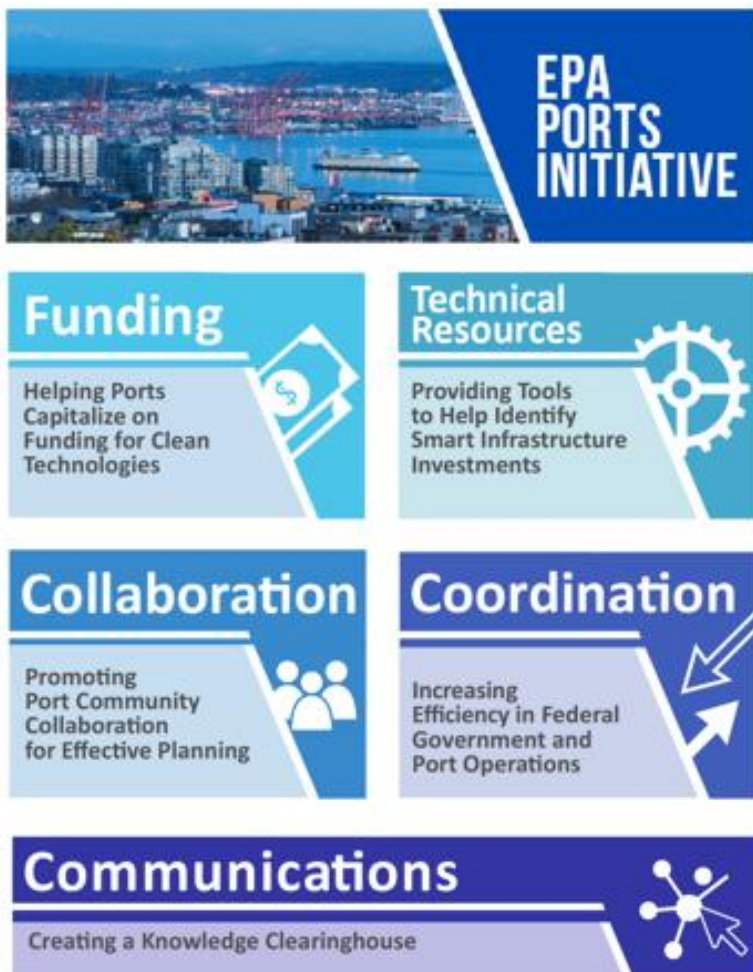 EPA
PORTS
INITIATIVE
Funding
Helping Ports
Capitalize on
Funding for Clean
Technologies
Technical
Resources
Providing Tools
to Help Identify
Smart Infrastructure
Investments
Collaboration
Promoting
Port Community
Collaboration
for Effective Planning
Coordination
Increasing
Efficiency in Federal
Government and
Port Operations
Communications
Creating a Knowledge Clearinghouse